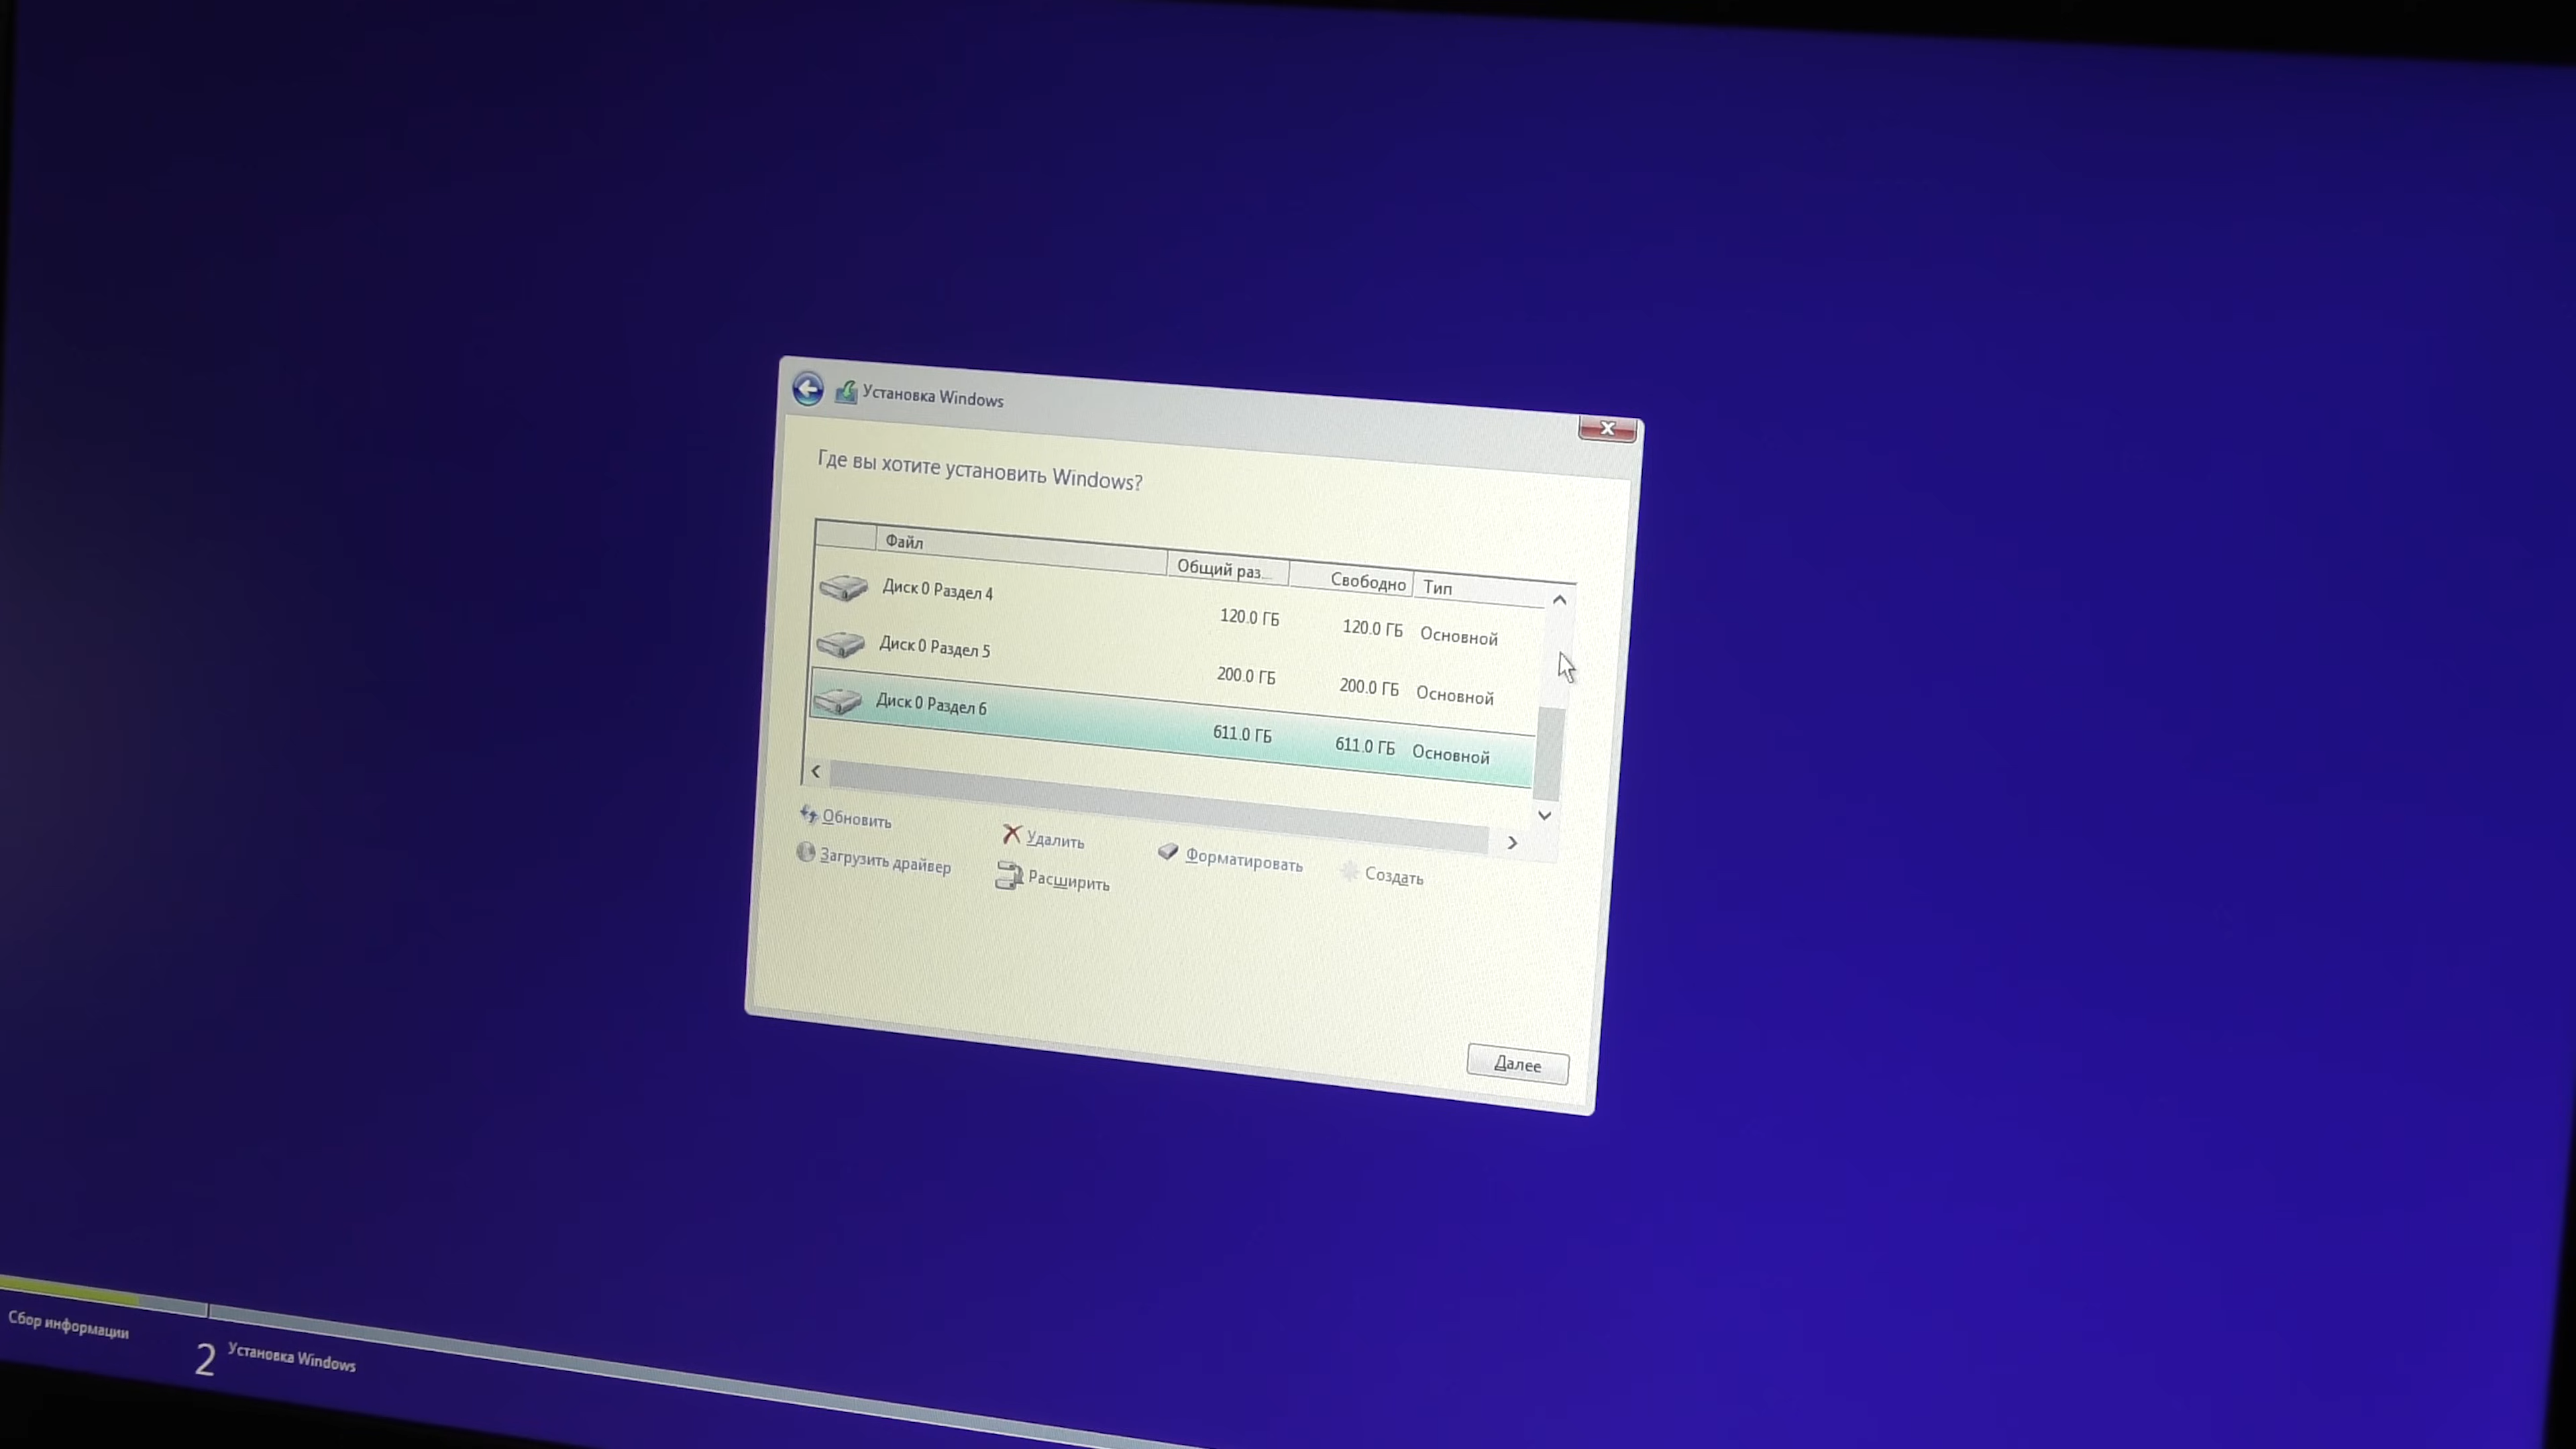 Установка Windows
Где вы хотите установить Windows?
Файл Общий раз... Свободно Тип
Диск 0 Раздел 4 120.0 ГБ 120.0 ГБ Основной
Диск 0 Раздел 5 200.0 ГБ 200.0 ГБ Основной
Диск 0 Раздел 6 611.0 ГБ 611.0 ГБ Основной
Обновить Удалить Форматировать Создать
Загрузить драйвер Расширить
Далее
Сбор информации
2 Установка Windows